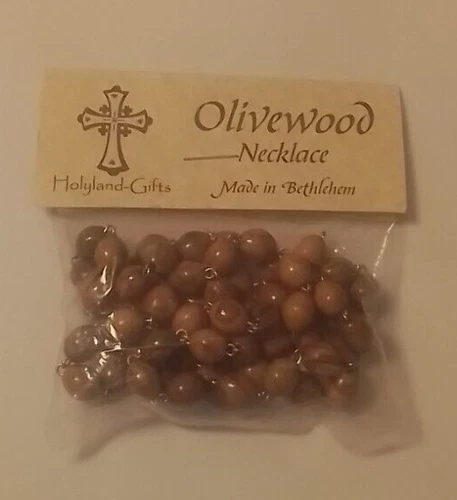 Olivewood
Necklace
Holyland-Gifts
Made in Bethlehem